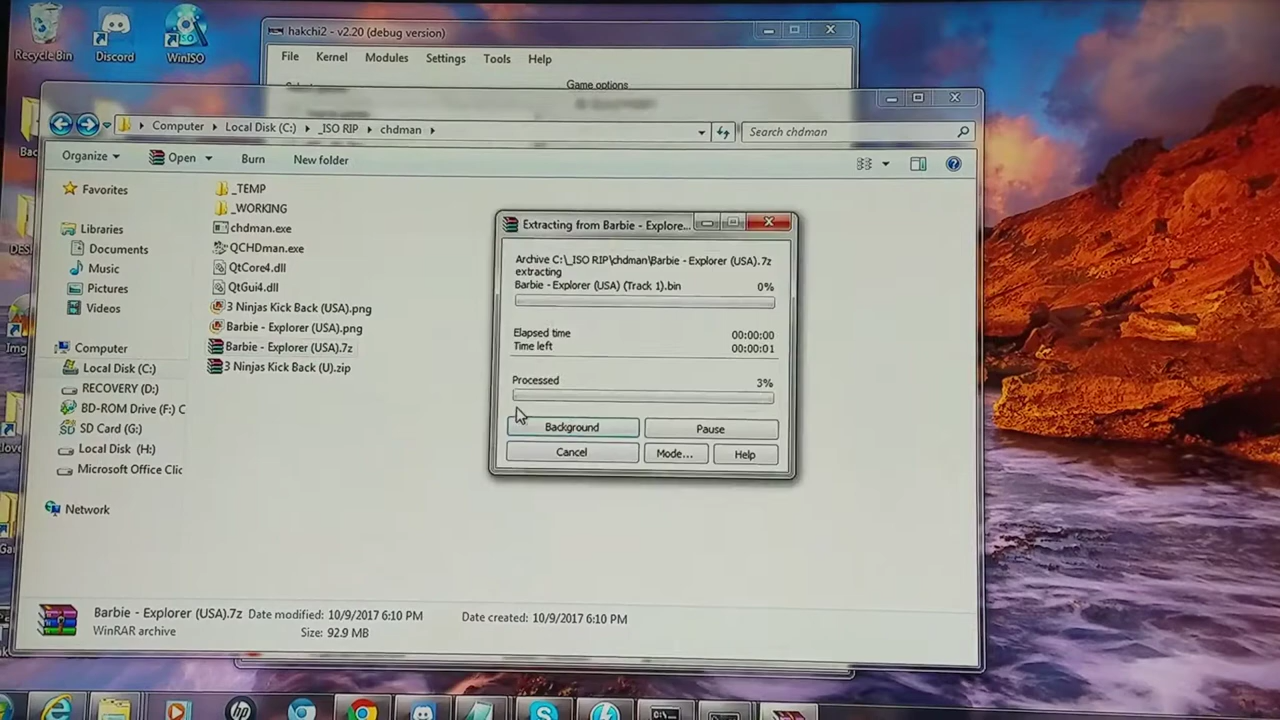 Recycle Bin
Discord
WinISO
hakchi2 - v2.20 (debug version)
File Kernel Modules Settings Tools Help
Game options
Computer Local Disk (C:) _ISO RIP chdman
Search chdman
Organize Open Burn New folder
Favorites
Libraries
Documents
Music
Pictures
Videos
Computer
Local Disk (C:)
RECOVERY (D:)
BD-ROM Drive (F:) C
SD Card (G:)
Local Disk (H:)
Microsoft Office Clic
Network
_TEMP
_WORKING
chdman.exe
QCHDman.exe
QtCore4.dll
QtGui4.dll
3 Ninjas Kick Back (USA).png
Barbie - Explorer (USA).png
Barbie - Explorer (USA).7z
3 Ninjas Kick Back (U).zip
Extracting from Barbie - Explore...
Archive C:\_ISO RIP\chdman\Barbie - Explorer (USA).7z
extracting
Barbie - Explorer (USA) (Track 1).bin 0%
Elapsed time 00:00:00
Time left 00:00:01
Processed 3%
Background Pause
Cancel Mode... Help
Barbie - Explorer (USA).7z Date modified: 10/9/2017 6:10 PM Date created: 10/9/2017 6:10 PM
WinRAR archive Size: 92.9 MB